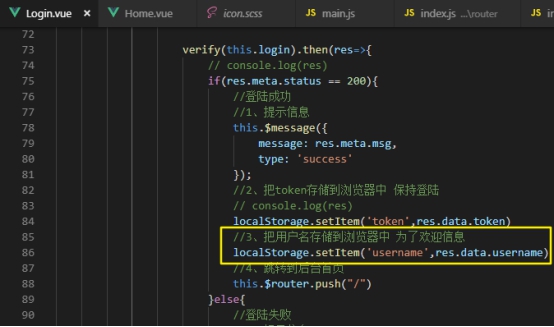 Login.vue × Home.vue icon.scss JS main.js JS index.js ...\router JS
72
73 verify(this.login).then(res=>{
74 // console.log(res)
75 if(res.meta.status == 200){
76 //登陆成功
77 //1、提示信息
78 this.$message({
79 message: res.meta.msg,
80 type: 'success'
81 });
82 //2、把token存储到浏览器中 保持登陆
83 // console.log(res)
84 localStorage.setItem('token',res.data.token)
85 //3、把用户名存储到浏览器中 为了欢迎信息
86 localStorage.setItem('username',res.data.username)
87 //4、跳转到后台首页
88 this.$router.push("/")
89 }else{
90 //登陆失败